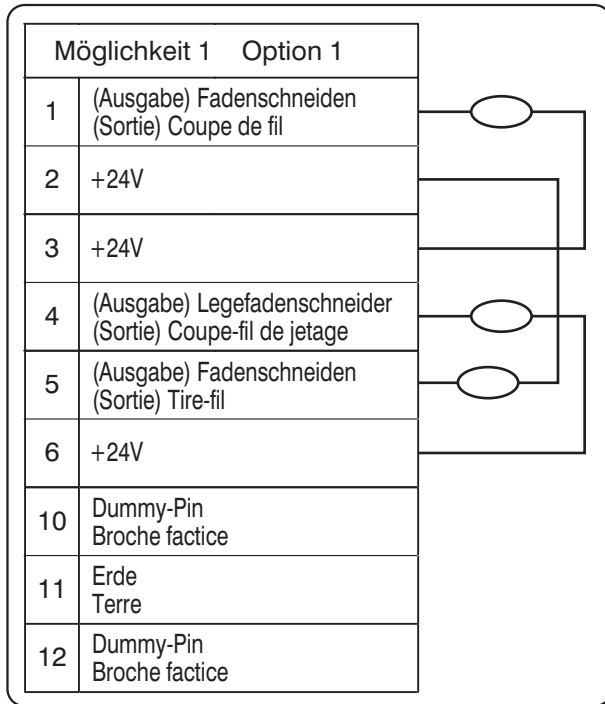 Möglichkeit 1 Option 1
1
(Ausgabe) Fadenschneiden
(Sortie) Coupe de fil
2
+24V
3
+24V
4
(Ausgabe) Legefadenschneider
(Sortie) Coupe-fil de jetage
5
(Ausgabe) Fadenschneiden
(Sortie) Tire-fil
6
+24V
10
Dummy-Pin
Broche factice
11
Erde
Terre
12
Dummy-Pin
Broche factice